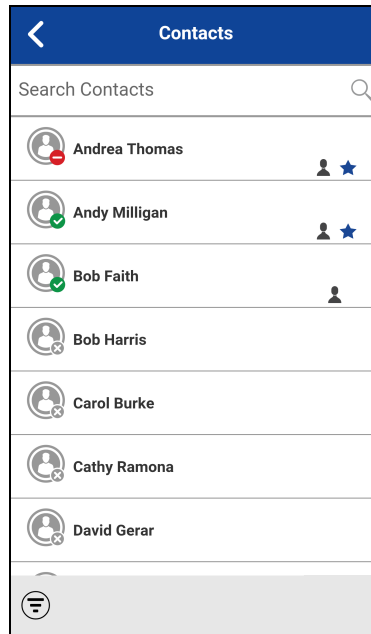 Contacts
Search Contacts
Andrea Thomas
Andy Milligan
Bob Faith
Bob Harris
Carol Burke
Cathy Ramona
David Gerar